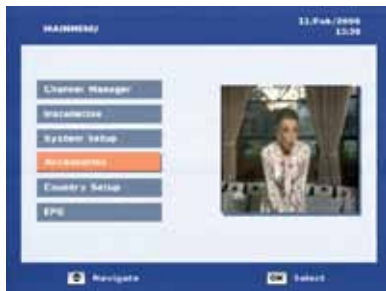 MAINMENU
11.Feb/2006
13:30
Channel Manager
Installation
System Setup
Accessories
Country Setup
EPG
Navigate
OK Select